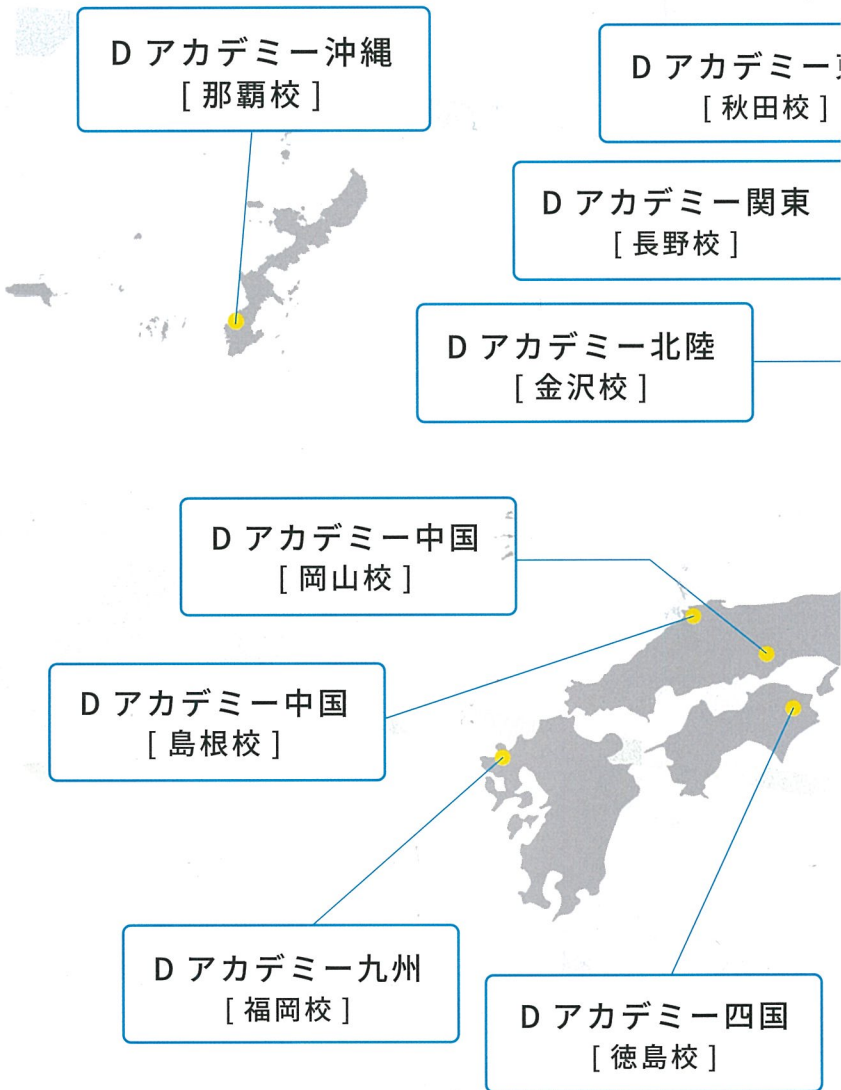 D アカデミー沖縄
[ 那覇校 ]
D アカデミー
[ 秋田校 ]
D アカデミー関東
[ 長野校 ]
D アカデミー北陸
[ 金沢校 ]
D アカデミー中国
[ 岡山校 ]
D アカデミー中国
[ 島根校 ]
D アカデミー九州
[ 福岡校 ]
D アカデミー四国
[ 徳島校 ]